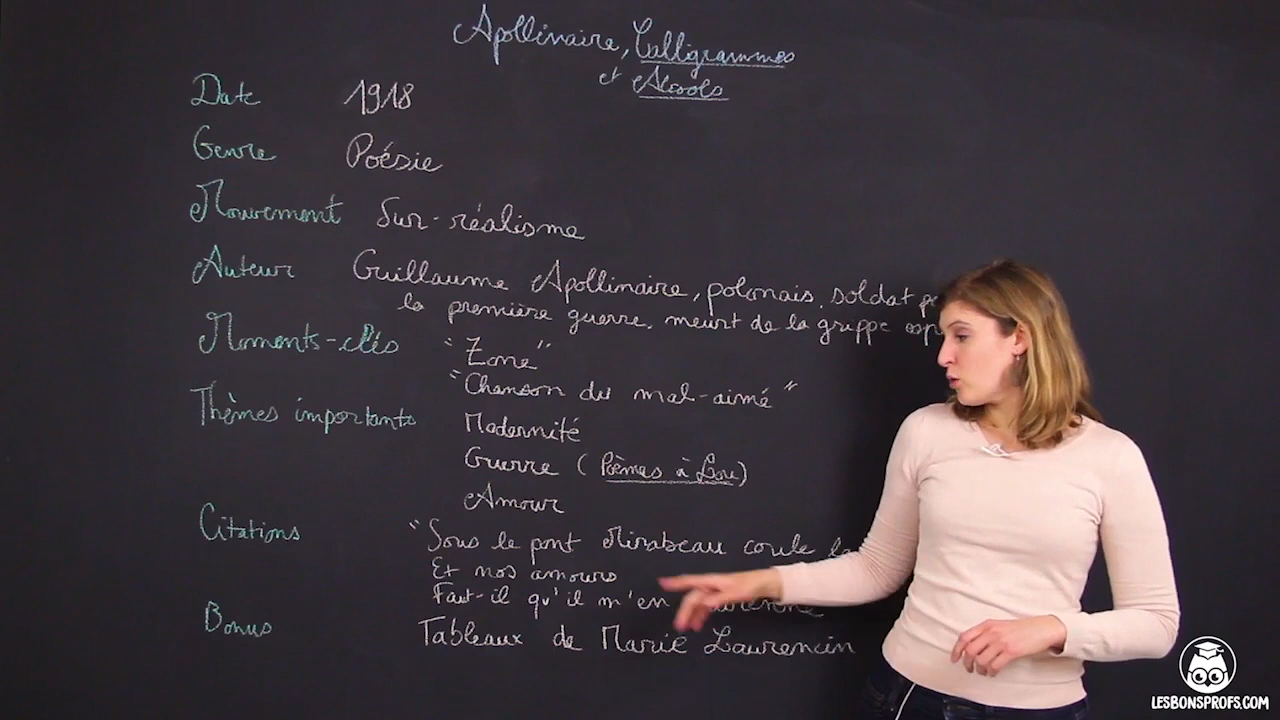 Apollinaire, Calligrammes
et Alcools
Date 1918
Genre Poésie
Mouvement Sur-réalisme
Auteur Guillaume Apollinaire, polonais, soldat
la première guerre, meurt de la grippe
Moments-clés "Zone"
"Chanson du mal-aimé"
Thèmes importants Modernité
Guerre (Poèmes à Lou)
Amour
Citations "Sous le pont Mirabeau coule la
Et nos amours
Faut-il qu'il m'en
Bonus Tableaux de Marie Laurencin
LESBONSPROFS.COM